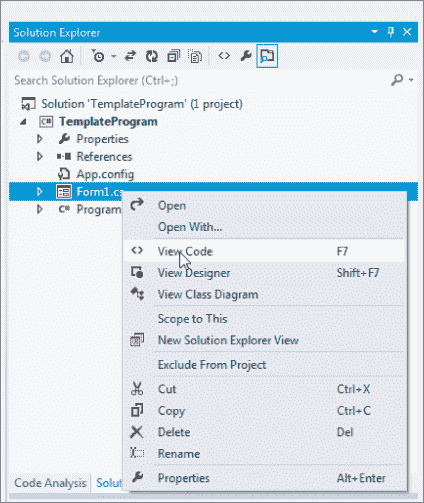 Solution Explorer
Search Solution Explorer (Ctrl+;)
Solution 'TemplateProgram' (1 project)
TemplateProgram
Properties
References
App.config
Form1.cs
Program
Open
Open With...
View Code F7
View Designer Shift+F7
View Class Diagram
Scope to This
New Solution Explorer View
Exclude From Project
Cut Ctrl+X
Copy Ctrl+C
Delete Del
Rename
Properties Alt+Enter
Code Analysis Solut